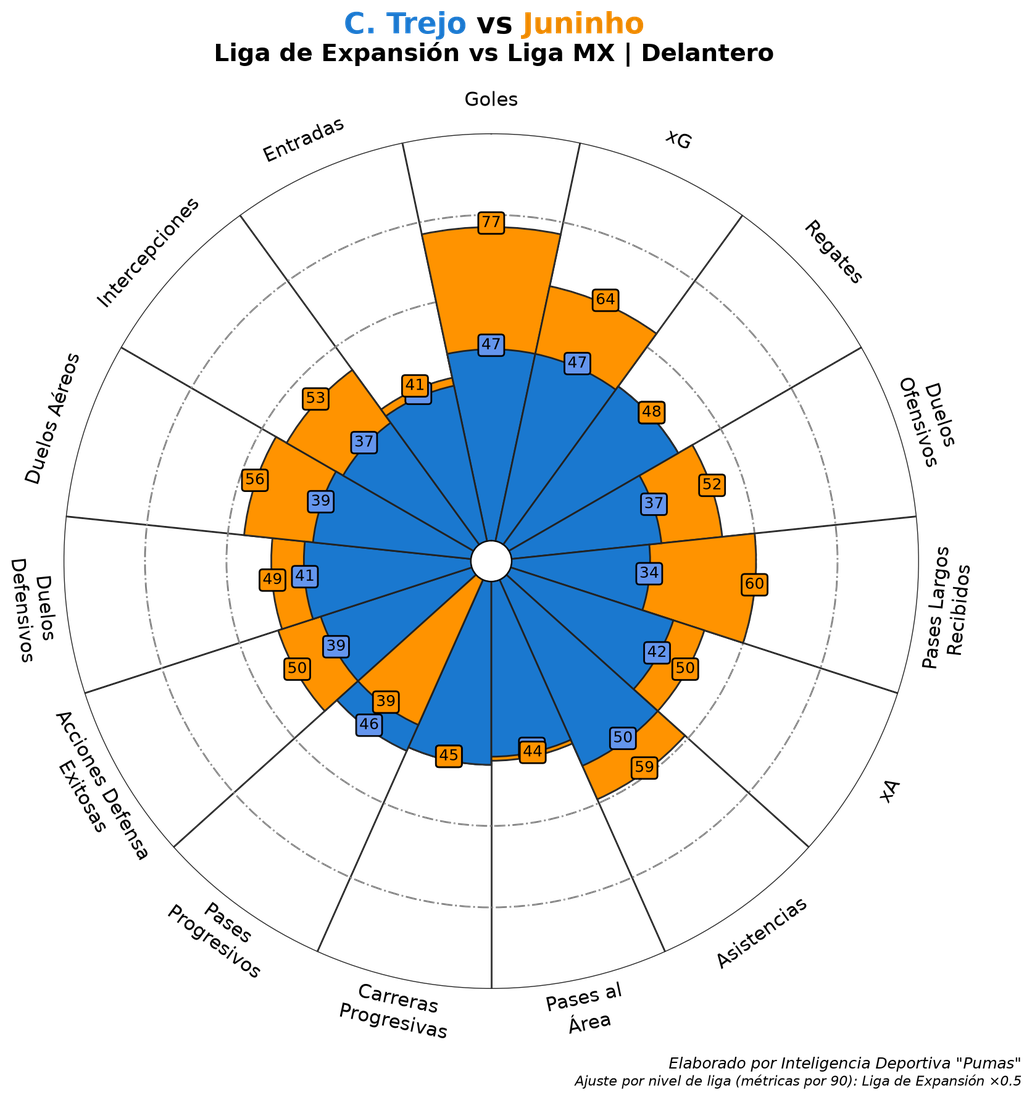 C. Trejo vs Juninho
Liga de Expansión vs Liga MX | Delantero
Goles
xG
Regates
Duelos
Ofensivos
Pases Largos
Recibidos
xA
Asistencias
Pases al
Área
Carreras
Progresivas
Pases
Progresivos
Acciones Defensa
Exitosas
Duelos
Defensivos
Duelos Aéreos
Intercepciones
Entradas
77
47
64
47
48
52
37
60
34
50
42
59
50
44
45
39
46
50
39
49
41
56
39
53
37
41
Elaborado por Inteligencia Deportiva "Pumas"
Ajuste por nivel de liga (métricas por 90): Liga de Expansión ×0.5